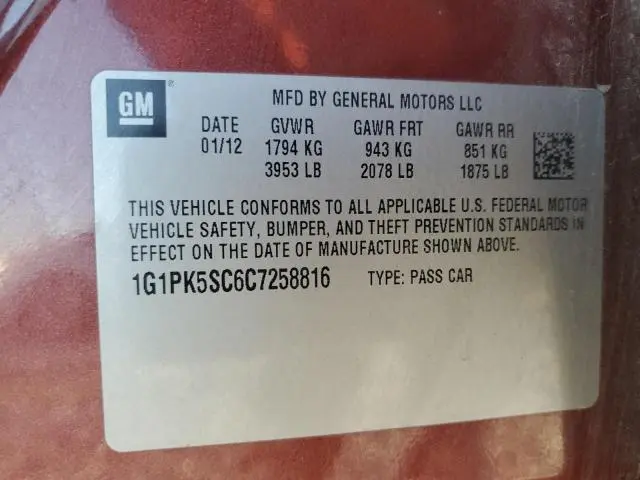 GM®
MFD BY GENERAL MOTORS LLC
DATE GVWR GAWR FRT GAWR RR
01/12 1794 KG 943 KG 851 KG
3953 LB 2078 LB 1875 LB
THIS VEHICLE CONFORMS TO ALL APPLICABLE U.S. FEDERAL MOTOR
VEHICLE SAFETY, BUMPER, AND THEFT PREVENTION STANDARDS IN
EFFECT ON THE DATE OF MANUFACTURE SHOWN ABOVE.
1G1PK5SC6C7258816 TYPE: PASS CAR